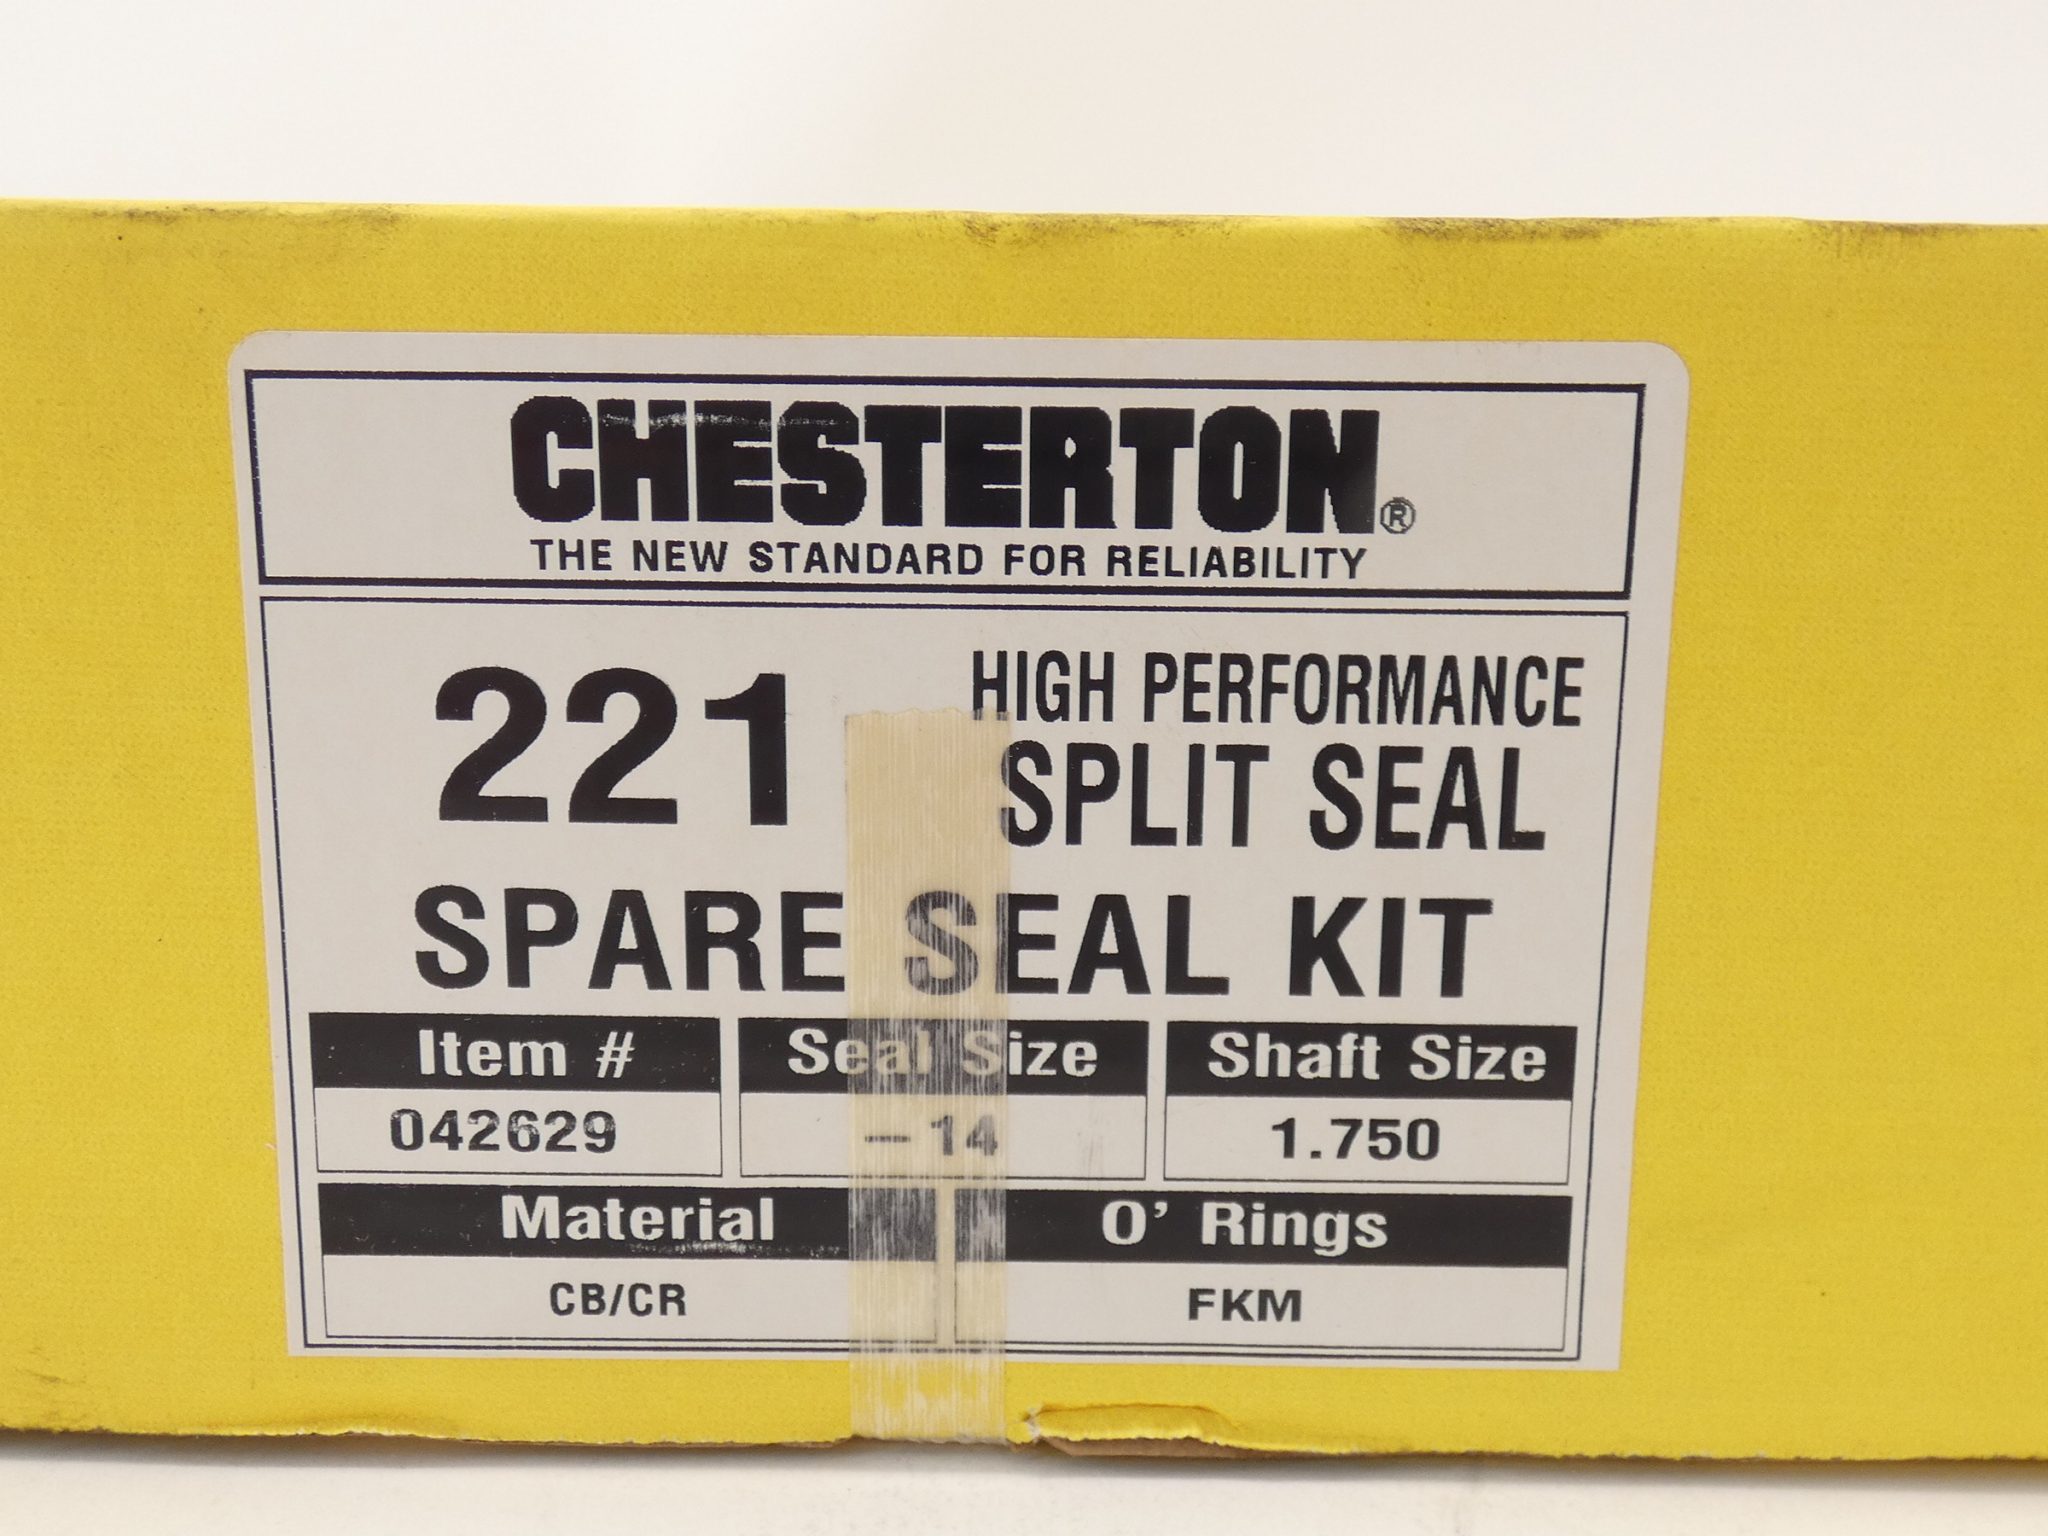 CHESTERTON®
THE NEW STANDARD FOR RELIABILITY
221 HIGH PERFORMANCE
SPLIT SEAL
SPARE SEAL KIT
Item # Seal Size Shaft Size
042629 –14 1.750
Material O' Rings
CB/CR FKM